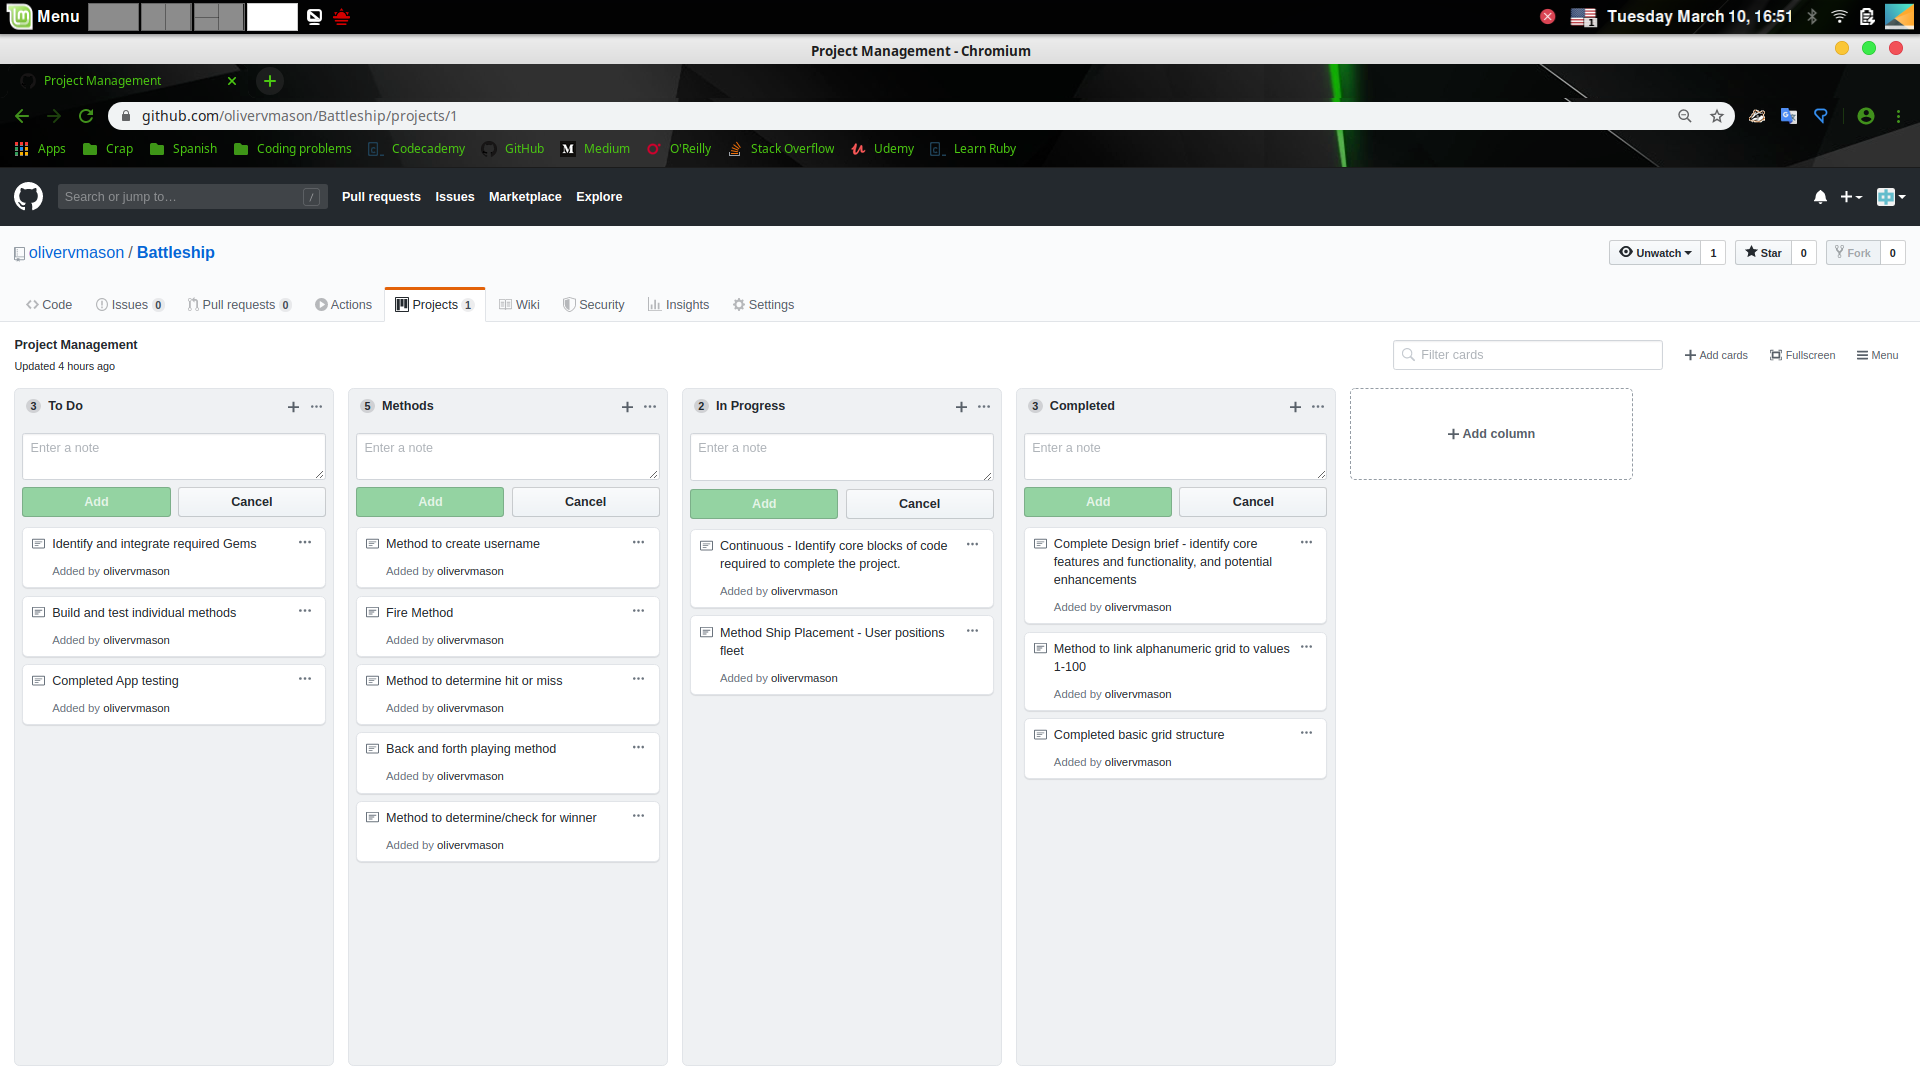 Menu
1
Tuesday March 10, 16:51
Project Management - Chromium
Project Management
github.com/olivervmason/Battleship/projects/1
Apps Crap Spanish Coding problems Codecademy GitHub Medium O'Reilly Stack Overflow Udemy Learn Ruby
Search or jump to… /
Pull requests Issues Marketplace Explore
olivervmason / Battleship
Unwatch 1 Star 0 Fork 0
Code Issues 0 Pull requests 0 Actions Projects 1 Wiki Security Insights Settings
Project Management
Updated 4 hours ago
Filter cards
Add cards Fullscreen Menu
3 To Do
Enter a note
Add Cancel
Identify and integrate required Gems
Added by olivervmason
Build and test individual methods
Added by olivervmason
Completed App testing
Added by olivervmason
5 Methods
Enter a note
Add Cancel
Method to create username
Added by olivervmason
Fire Method
Added by olivervmason
Method to determine hit or miss
Added by olivervmason
Back and forth playing method
Added by olivervmason
Method to determine/check for winner
Added by olivervmason
2 In Progress
Enter a note
Add Cancel
Continuous - Identify core blocks of code
required to complete the project.
Added by olivervmason
Method Ship Placement - User positions
fleet
Added by olivervmason
3 Completed
Enter a note
Add Cancel
Complete Design brief - identify core
features and functionality, and potential
enhancements
Added by olivervmason
Method to link alphanumeric grid to values
1-100
Added by olivervmason
Completed basic grid structure
Added by olivervmason
Add column